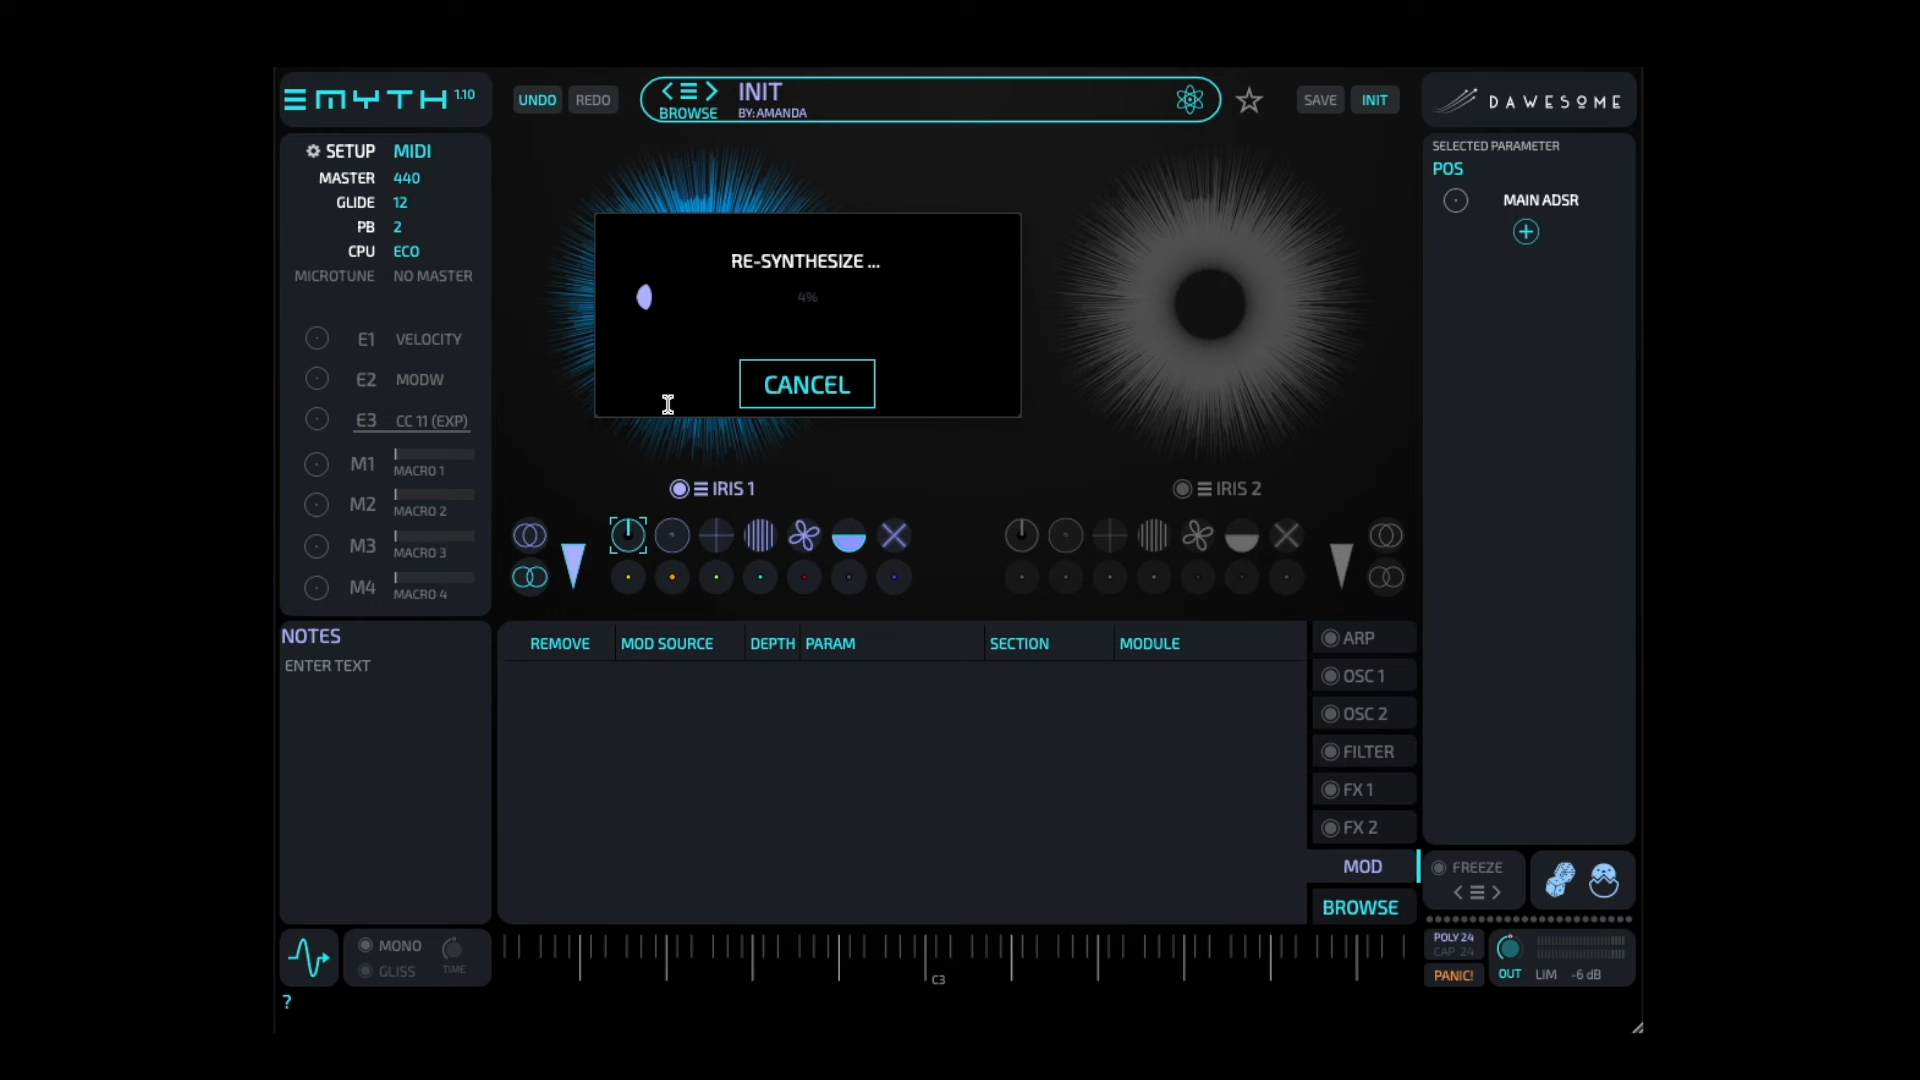 MYTH 1.10
UNDO
REDO
BROWSE
INIT
BY: AMANDA
SAVE
INIT
DAWESOME
SETUP MIDI
MASTER 440
GLIDE 12
PB 2
CPU ECO
MICROTUNE NO MASTER
E1 VELOCITY
E2 MODW
E3 CC 11 (EXP)
M1 MACRO 1
M2 MACRO 2
M3 MACRO 3
M4 MACRO 4
RE-SYNTHESIZE ...
4%
CANCEL
SELECTED PARAMETER
POS
MAIN ADSR
IRIS 1
IRIS 2
NOTES
ENTER TEXT
REMOVE MOD SOURCE DEPTH PARAM SECTION MODULE
ARP
OSC 1
OSC 2
FILTER
FX 1
FX 2
MOD
BROWSE
FREEZE
MONO
GLISS
TIME
C3
POLY 24
CAP 24
PANIC!
OUT LIM -6 dB
?